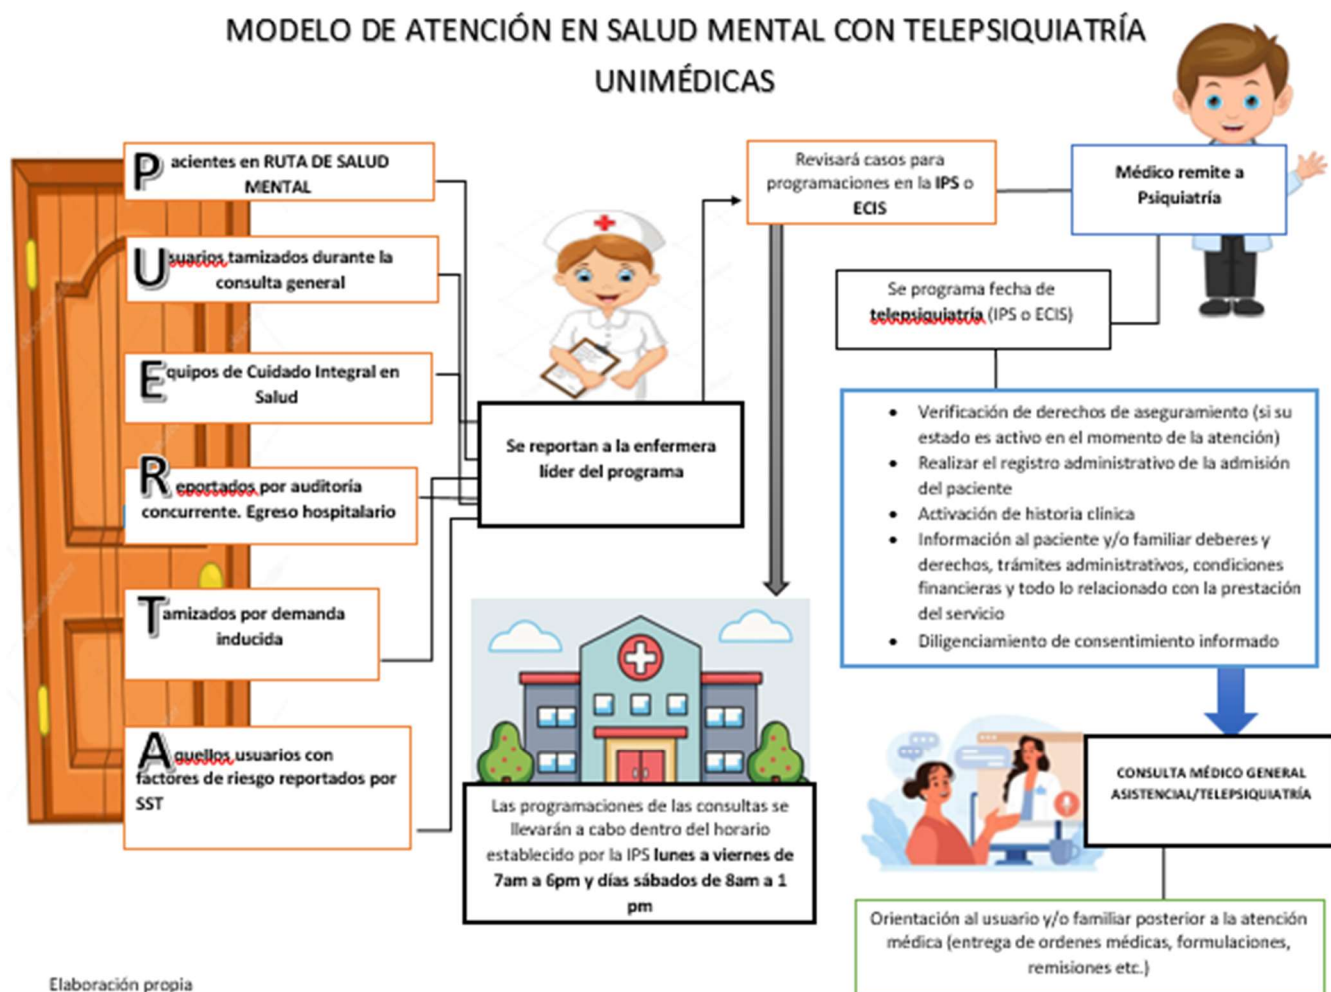 MODELO DE ATENCIÓN EN SALUD MENTAL CON TELEPSIQUIATRÍA
UNIMÉDICAS
Pacientes en RUTA DE SALUD
MENTAL
Usuarios tamizados durante la
consulta general
Equipos de Cuidado Integral en
Salud
Reportados por auditoría
concurrente. Egreso hospitalario
Tamizados por demanda
inducida
Aquellos usuarios con
factores de riesgo reportados por
SST
Se reportan a la enfermera
líder del programa
Revisará casos para
programaciones en la IPS o
ECIS
Médico remite a
Psiquiatría
Se programa fecha de
telepsiquiatría (IPS o ECIS)
• Verificación de derechos de aseguramiento (si su
estado es activo en el momento de la atención)
• Realizar el registro administrativo de la admisión
del paciente
• Activación de historia clínica
• Información al paciente y/o familiar deberes y
derechos, trámites administrativos, condiciones
financieras y todo lo relacionado con la prestación
del servicio
• Diligenciamiento de consentimiento informado
Las programaciones de las consultas se
llevarán a cabo dentro del horario
establecido por la IPS lunes a viernes de
7am a 6pm y días sábados de 8am a 1
pm
CONSULTA MÉDICO GENERAL
ASISTENCIAL/TELEPSIQUIATRÍA
Orientación al usuario y/o familiar posterior a la atención
médica (entrega de ordenes médicas, formulaciones,
remisiones etc.)
Elaboración propia